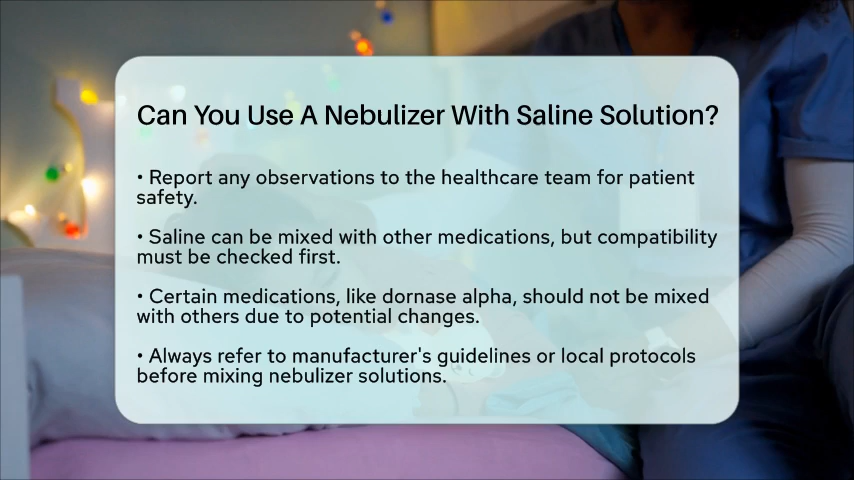 Can You Use A Nebulizer With Saline Solution?
• Report any observations to the healthcare team for patient
safety.
• Saline can be mixed with other medications, but compatibility
must be checked first.
• Certain medications, like dornase alpha, should not be mixed
with others due to potential changes.
• Always refer to manufacturer's guidelines or local protocols
before mixing nebulizer solutions.